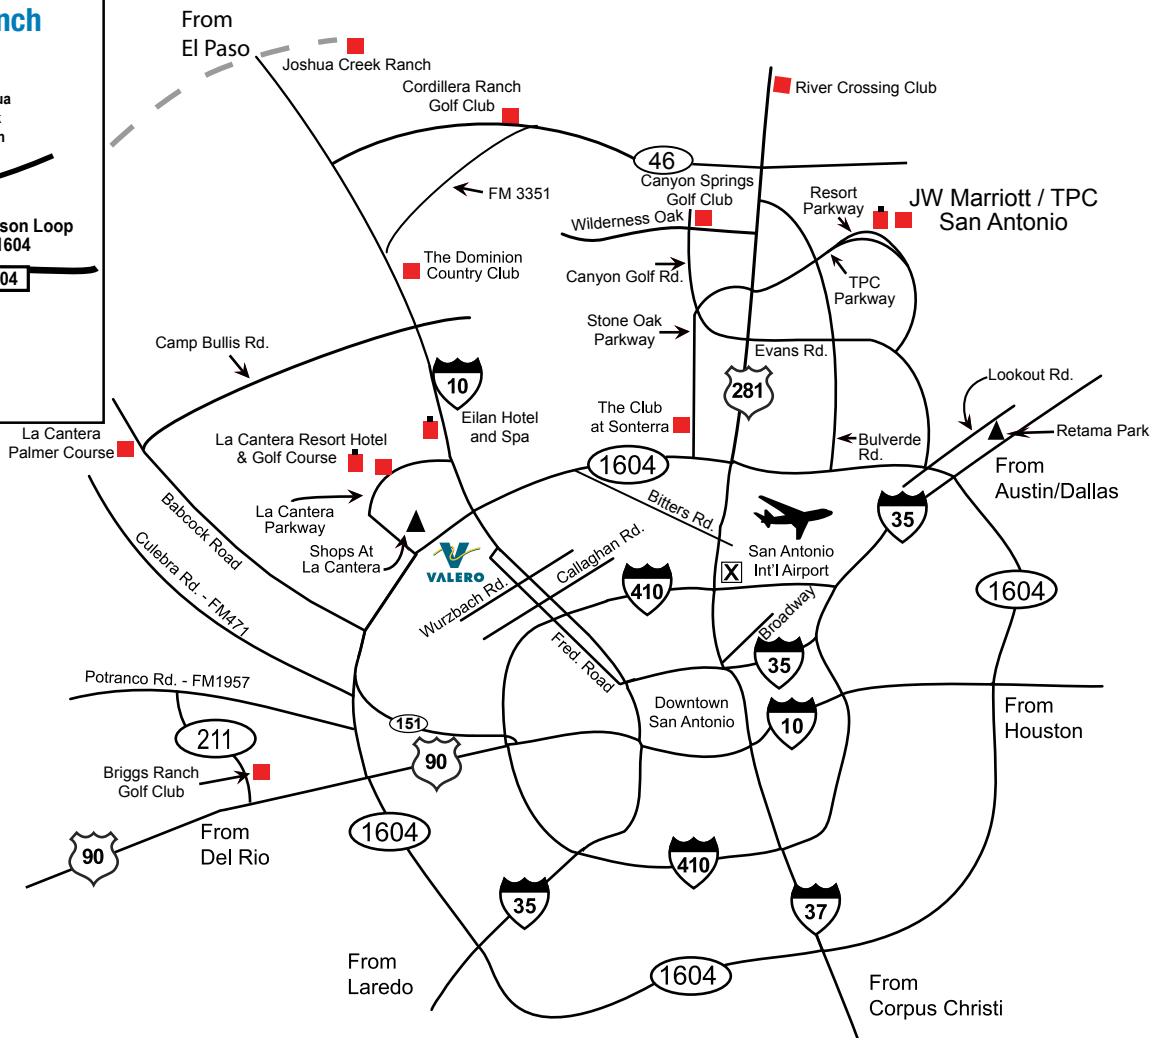 nch
From
El Paso
Joshua Creek Ranch
Cordillera Ranch
Golf Club
River Crossing Club
46
Canyon Springs
Golf Club
FM 3351
Wilderness Oak
Resort
Parkway
JW Marriott / TPC
San Antonio
son Loop
1604
04
The Dominion
Country Club
Canyon Golf Rd.
TPC
Parkway
Stone Oak
Parkway
Camp Bullis Rd.
Evans Rd.
10
281
Lookout Rd.
Eilan Hotel
and Spa
The Club
at Sonterra
La Cantera
Palmer Course
La Cantera Resort Hotel
& Golf Course
Bulverde
Rd.
Retama Park
1604
From
Austin/Dallas
Bitters Rd.
35
La Cantera
Parkway
Babcock Road
Shops At
La Cantera
VALERO
Culebra Rd. - FM471
Callaghan Rd.
Wurzbach Rd.
San Antonio
Int'l Airport
X
410
1604
Broadway
Fred. Road
35
Potranco Rd. - FM1957
Downtown
San Antonio
10
From
Houston
151
211
90
Briggs Ranch
Golf Club
From
Del Rio
1604
90
410
35
37
From
Laredo
1604
From
Corpus Christi